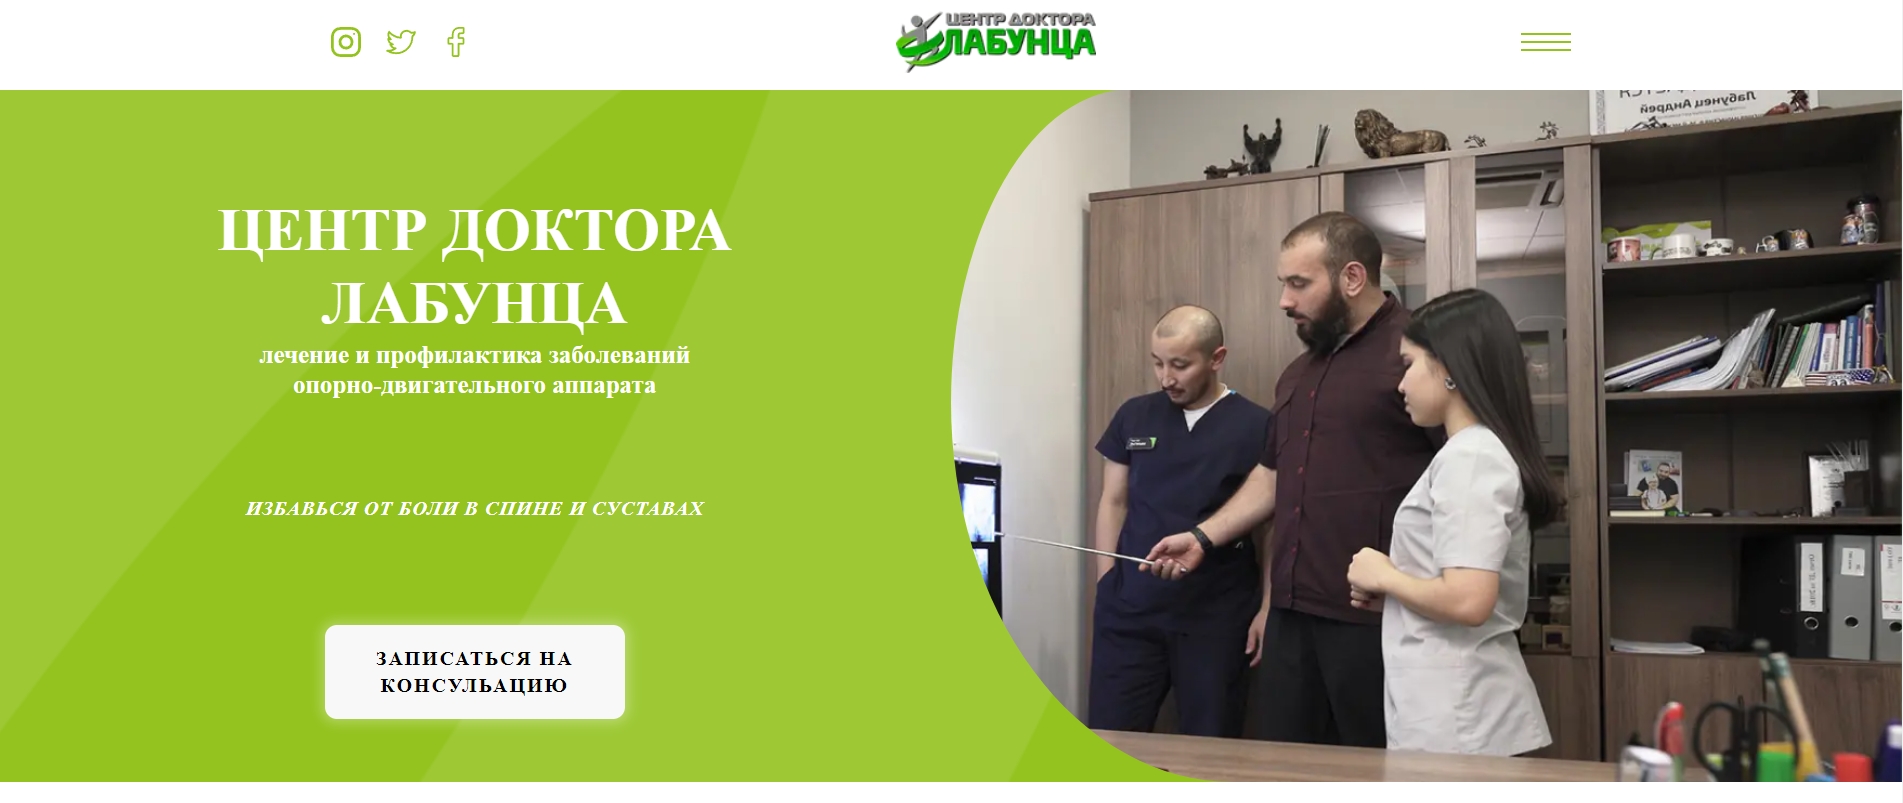 ЦЕНТР ДОКТОРА
ЛАБУНЦА
ЦЕНТР ДОКТОРА
ЛАБУНЦА
лечение и профилактика заболеваний
опорно-двигательного аппарата
ИЗБАВЬСЯ ОТ БОЛИ В СПИНЕ И СУСТАВАХ
ЗАПИСАТЬСЯ НА
КОНСУЛЬАЦИЮ
Лабунец Андрей